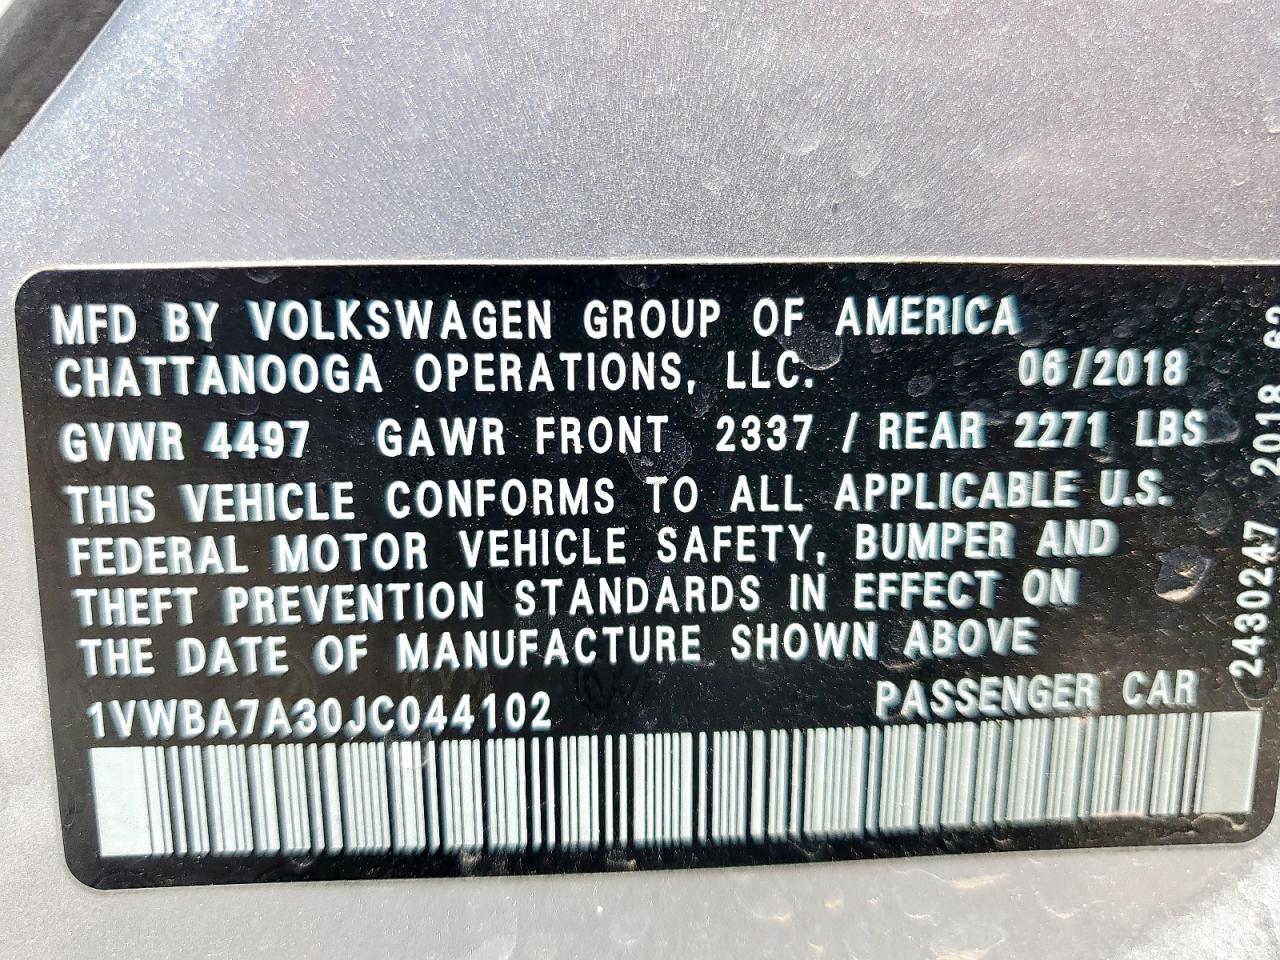 MFD BY VOLKSWAGEN GROUP OF AMERICA
CHATTANOOGA OPERATIONS, LLC. 06/2018
GVWR 4497 GAWR FRONT 2337 / REAR 2271 LBS
THIS VEHICLE CONFORMS TO ALL APPLICABLE U.S.
FEDERAL MOTOR VEHICLE SAFETY, BUMPER AND
THEFT PREVENTION STANDARDS IN EFFECT ON
THE DATE OF MANUFACTURE SHOWN ABOVE
1VWBA7A30JC044102 PASSENGER CAR
2430247 2018